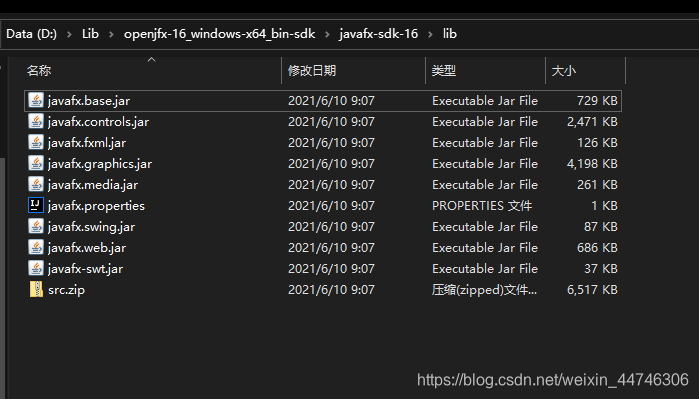 Data (D:) > Lib > openjfx-16_windows-x64_bin-sdk > javafx-sdk-16 > lib
名称 修改日期 类型 大小
javafx.base.jar 2021/6/10 9:07 Executable Jar File 729 KB
javafx.controls.jar 2021/6/10 9:07 Executable Jar File 2,471 KB
javafx.fxml.jar 2021/6/10 9:07 Executable Jar File 126 KB
javafx.graphics.jar 2021/6/10 9:07 Executable Jar File 4,198 KB
javafx.media.jar 2021/6/10 9:07 Executable Jar File 261 KB
javafx.properties 2021/6/10 9:07 PROPERTIES 文件 1 KB
javafx.swing.jar 2021/6/10 9:07 Executable Jar File 87 KB
javafx.web.jar 2021/6/10 9:07 Executable Jar File 686 KB
javafx-swt.jar 2021/6/10 9:07 Executable Jar File 37 KB
src.zip 2021/6/10 9:07 压缩(zipped)文件... 6,517 KB
https://blog.csdn.net/weixin_44746306